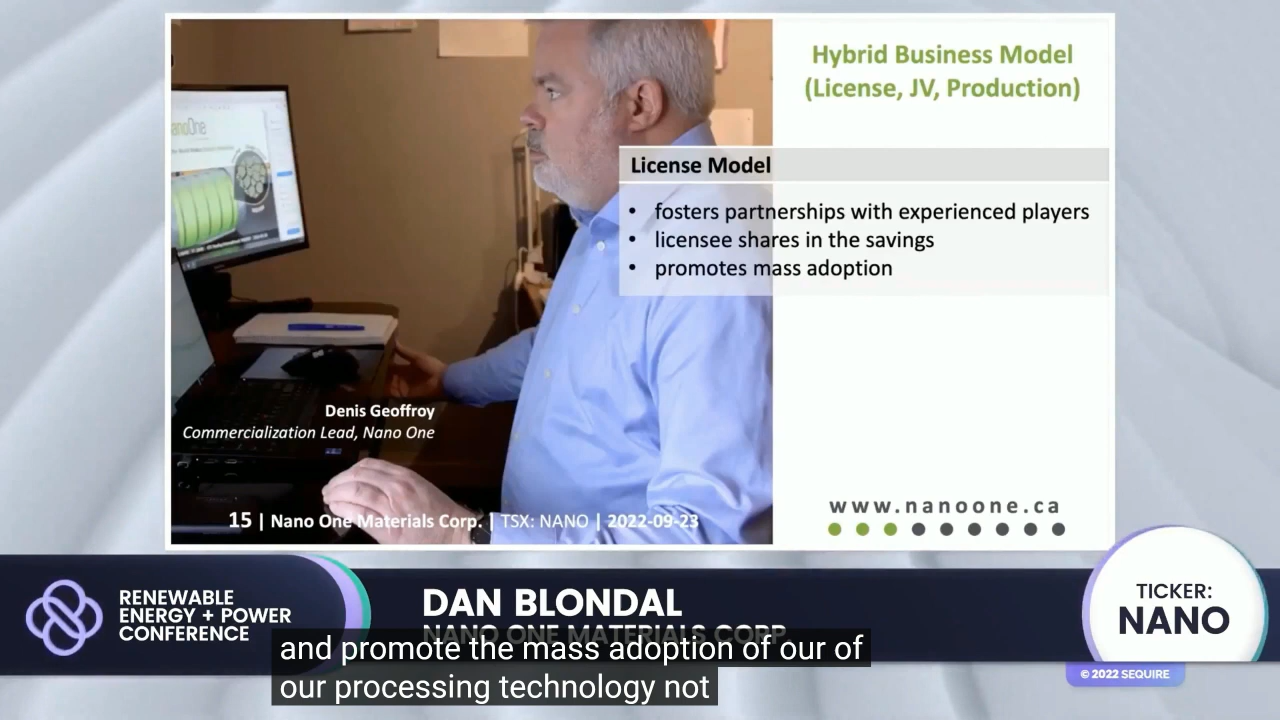 anoOne
Hybrid Business Model
(License, JV, Production)
License Model
• fosters partnerships with experienced players
• licensee shares in the savings
• promotes mass adoption
Denis Geoffroy
Commercialization Lead, Nano One
15 | Nano One Materials Corp. | TSX: NANO | 2022-09-23
www.nanoone.ca
RENEWABLE
ENERGY + POWER
CONFERENCE
DAN BLONDAL
NANO ONE MATERIALS CORP.
TICKER:
NANO
© 2022 SEQUIRE
and promote the mass adoption of our of
our processing technology not